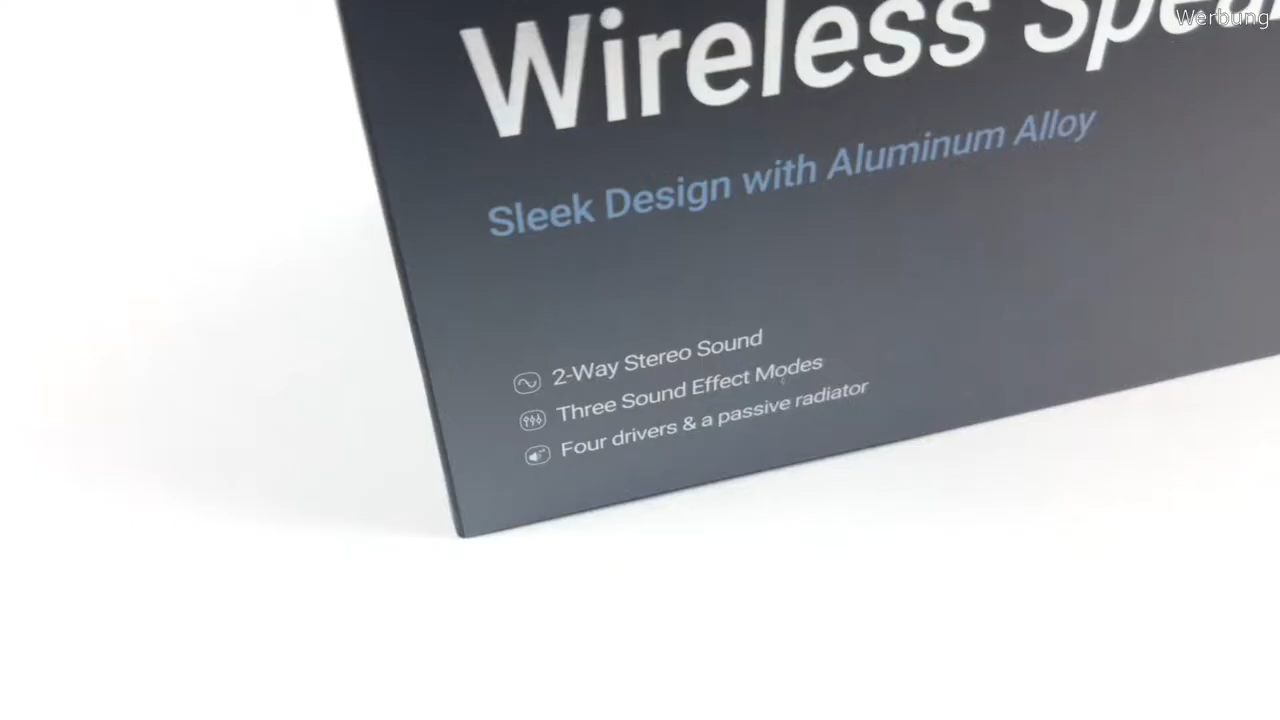 Werbung
Wireless
Sleek Design with Aluminum Alloy
2-Way Stereo Sound
Three Sound Effect Modes
Four drivers & a passive radiator